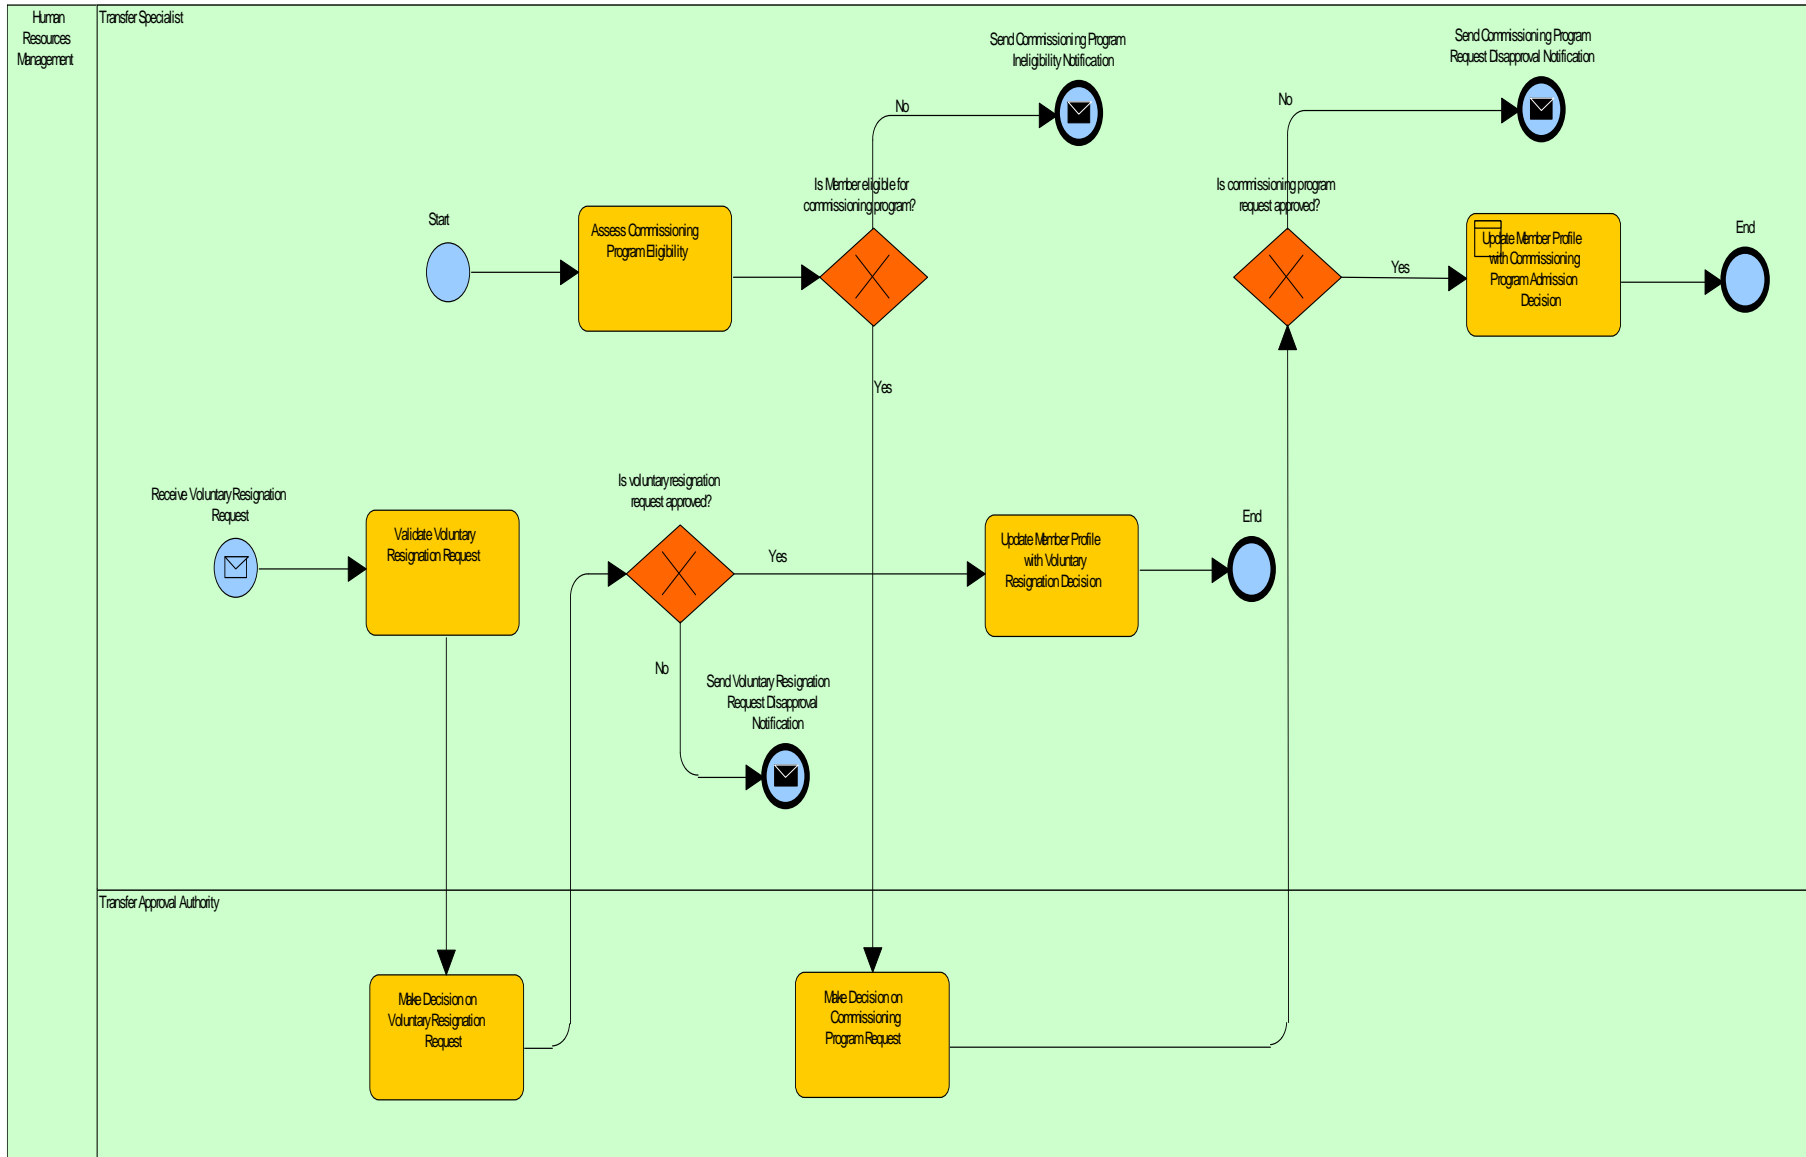 Human
Resources
Management
Transfer Specialist
Send Commissioning Program
Ineligibility Notification
Send Commissioning Program
Request Disapproval Notification
No
No
Is Member eligible for
commissioning program?
Is commissioning program
request approved?
Start
Assess Commissioning
Program Eligibility
Update Member Profile
with Commissioning
Program Admission
Decision
End
Yes
Yes
Receive Voluntary Resignation
Request
Validate Voluntary
Resignation Request
Is voluntary resignation
request approved?
Yes
Update Member Profile
with Voluntary
Resignation Decision
End
No
Send Voluntary Resignation
Request Disapproval
Notification
Transfer Approval Authority
Make Decision on
Voluntary Resignation
Request
Make Decision on
Commissioning
Program Request